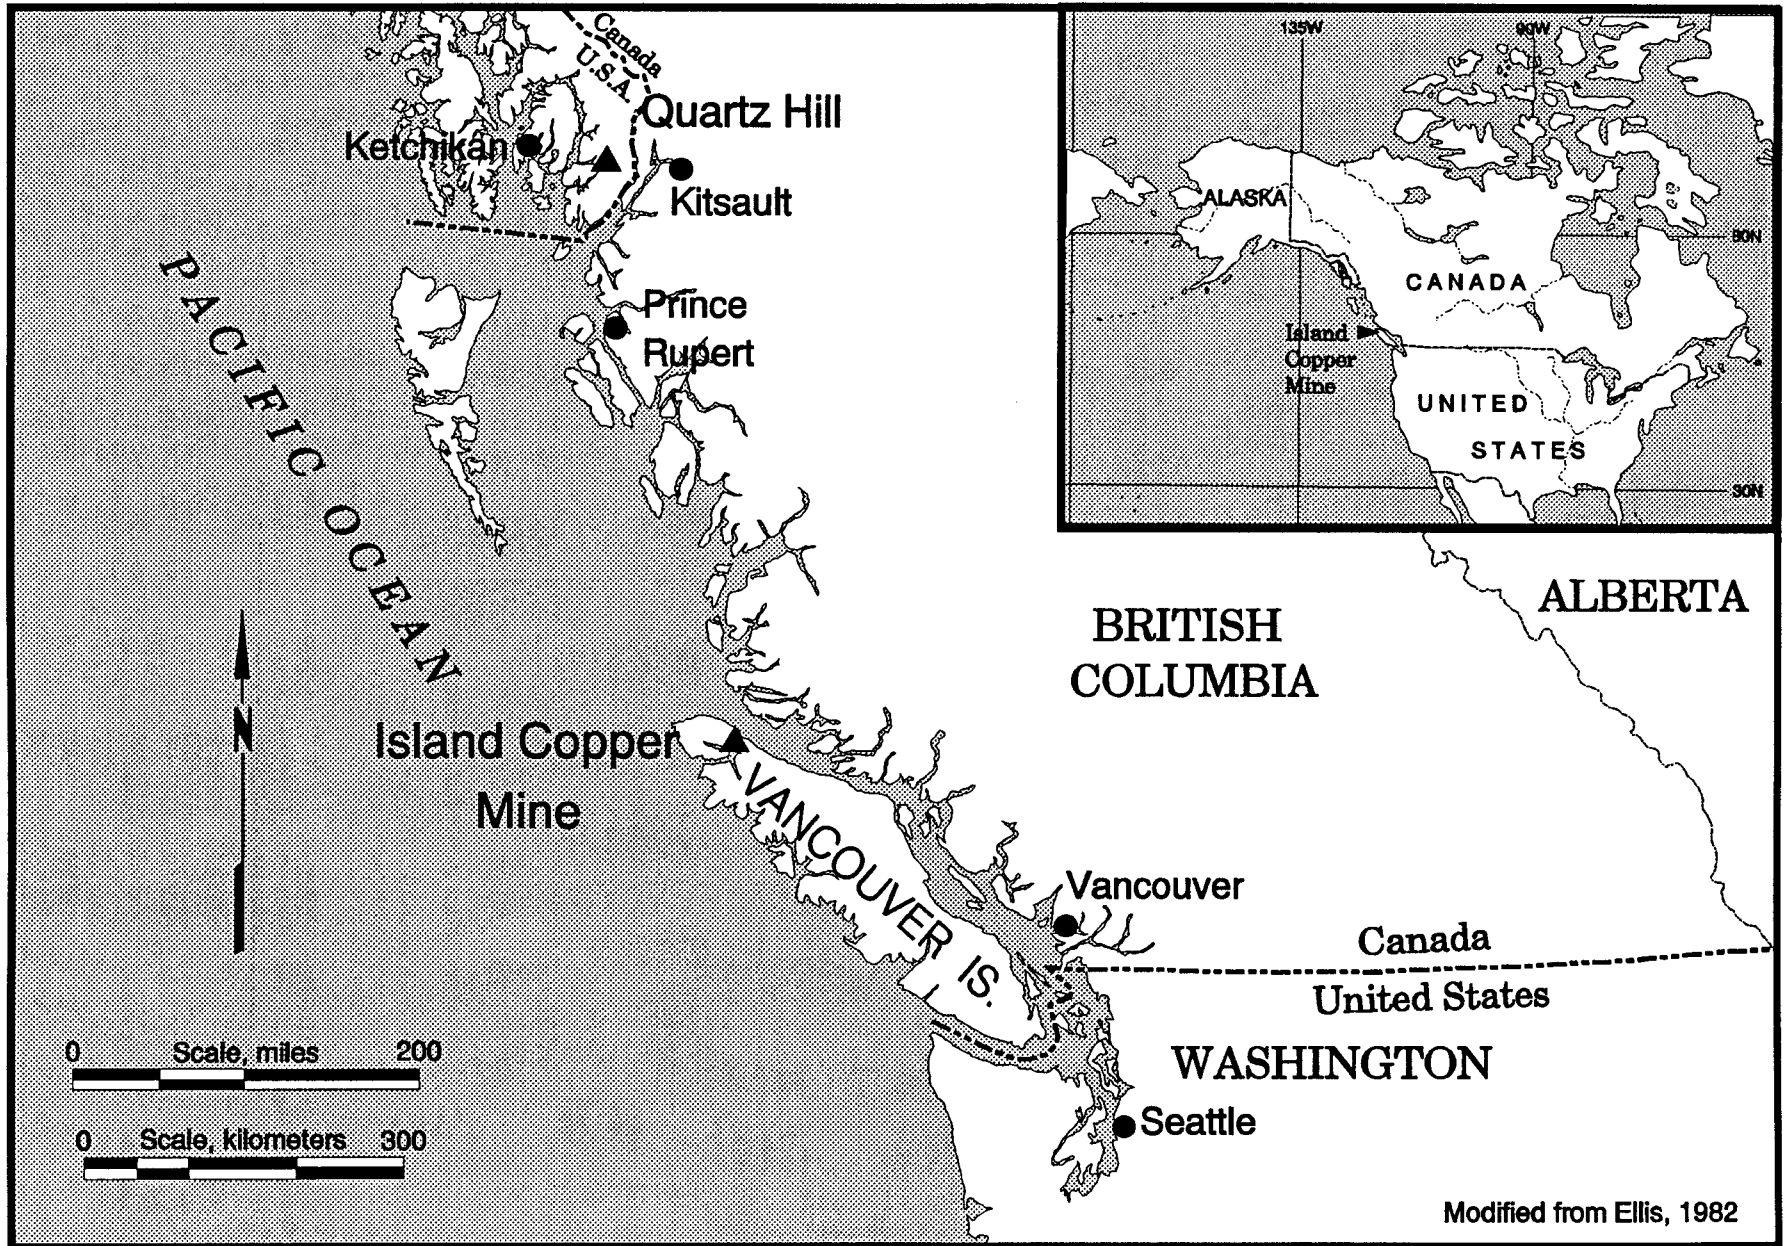 Canada
U.S.A.
Quartz Hill
Ketchikan
Kitsault
Prince
Rupert
PACIFIC OCEAN
N
Island Copper
Mine
VANCOUVER IS.
Vancouver
BRITISH
COLUMBIA
ALBERTA
Canada
United States
WASHINGTON
Seattle
0 Scale, miles 200
0 Scale, kilometers 300
Modified from Ellis, 1982
135W 90W
ALASKA
60N
CANADA
Island
Copper
Mine
UNITED
STATES
30N